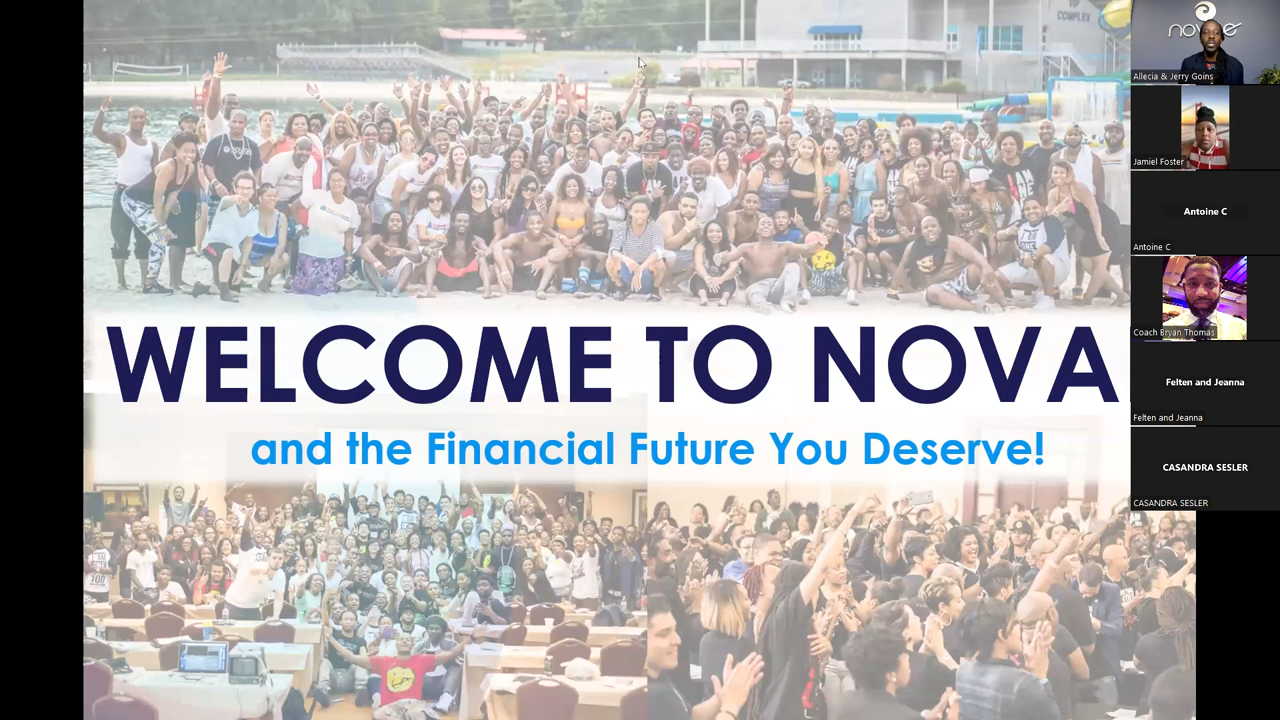 COMPLEX
WELCOME TO NOVA
and the Financial Future You Deserve!
Allecia & Jerry Goins
Jamiel Foster
Antoine C
Antoine C
Coach Bryan Thomas
Felten and Jeanna
Felten and Jeanna
CASANDRA SESLER
CASANDRA SESLER